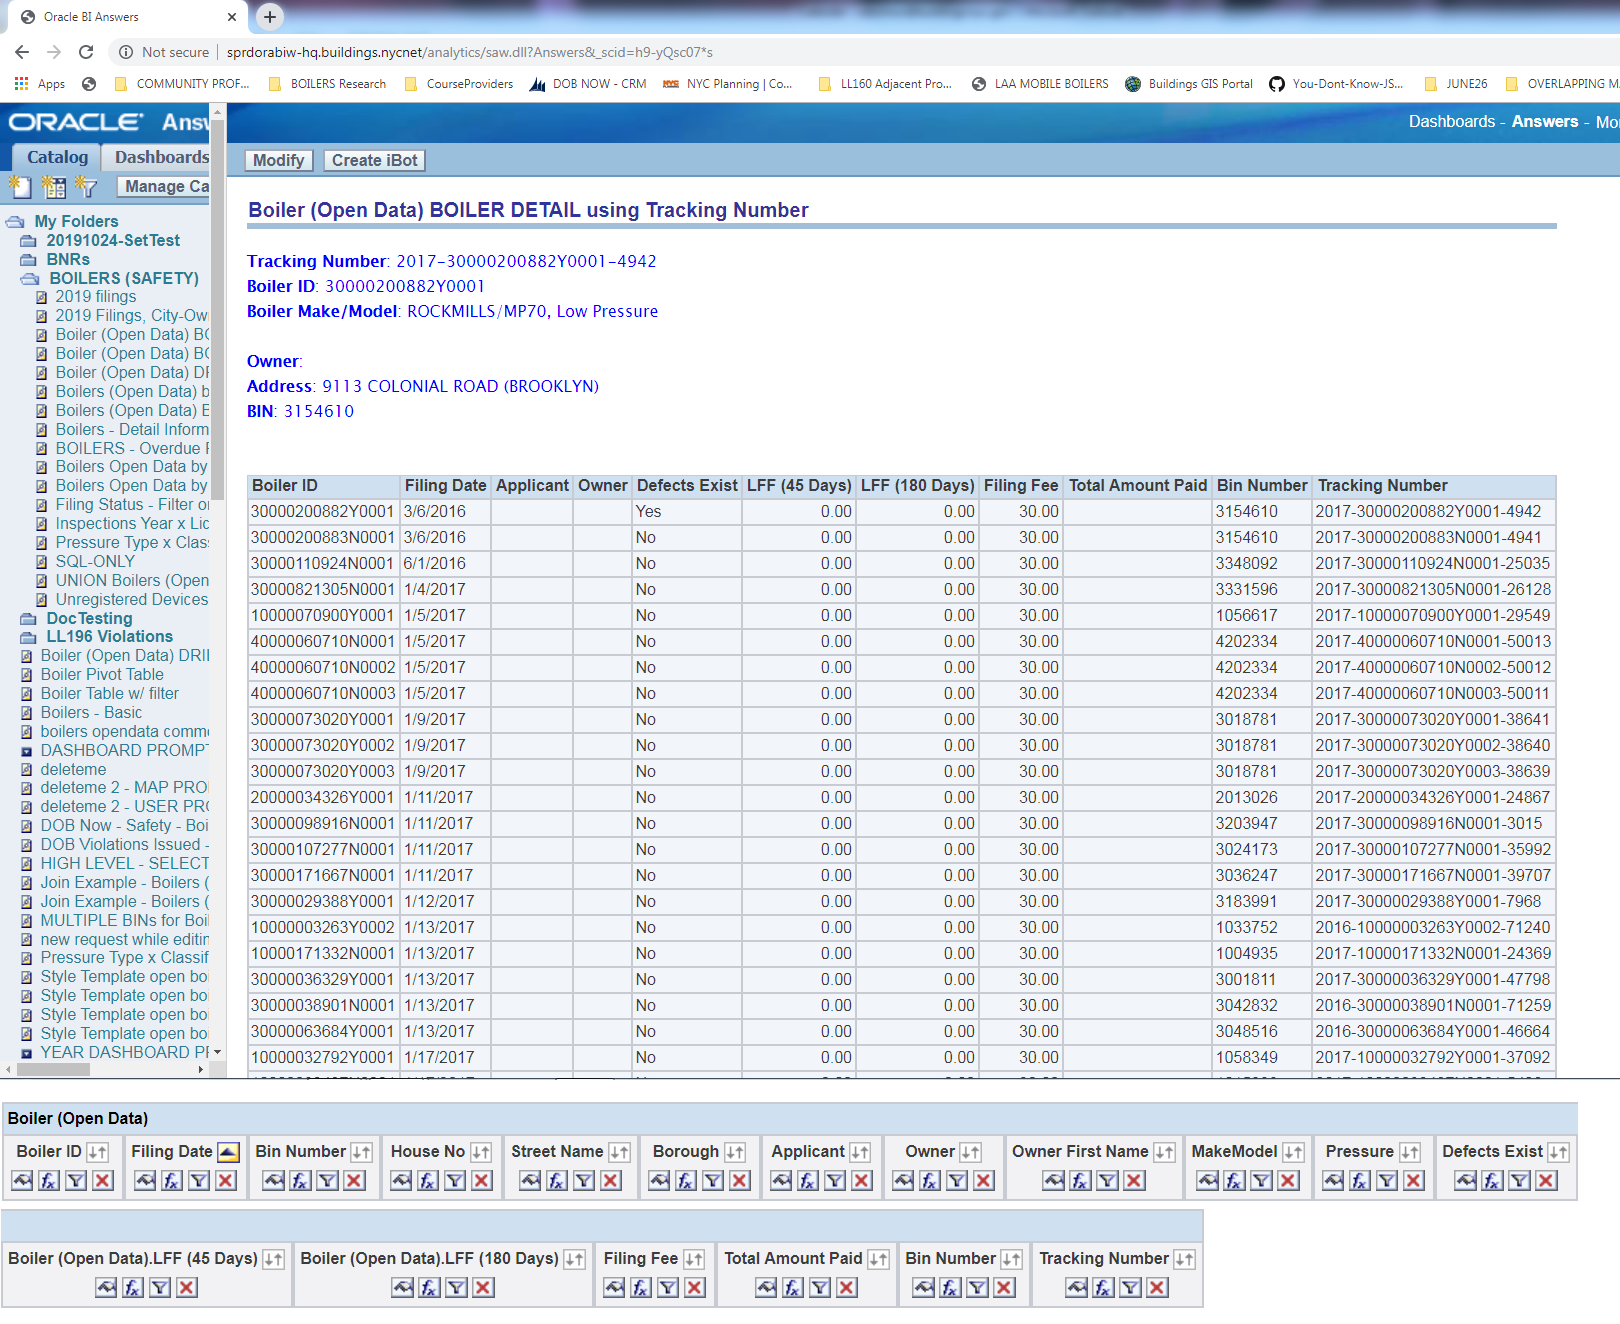 Oracle BI Answers
Not secure | sprdorabiw-hq.buildings.nycnet/analytics/saw.dll?Answers&_scid=h9-yQsc07*s
Apps COMMUNITY PROF... BOILERS Research CourseProviders DOB NOW - CRM NYC NYC Planning | Co... LL160 Adjacent Pro... LAA MOBILE BOILERS Buildings GIS Portal You-Dont-Know-JS... JUNE26 OVERLAPPING
ORACLE Answ
Dashboards - Answers - Mo
Catalog Dashboards
Manage Ca
My Folders
20191024-SetTest
BNRs
BOILERS (SAFETY)
2019 filings
2019 Filings, City-Ow
Boiler (Open Data) BO
Boiler (Open Data) BO
Boiler (Open Data) DR
Boilers (Open Data) b
Boilers (Open Data) E
Boilers - Detail Inform
BOILERS - Overdue
Boilers Open Data by
Boilers Open Data by
Filing Status - Filter o
Inspections Year x Lic
Pressure Type x Clas
SQL-ONLY
UNION Boilers (Open
Unregistered Devices
DocTesting
LL196 Violations
Boiler (Open Data) DRI
Boiler Pivot Table
Boiler Table w/ filter
Boilers - Basic
boilers opendata comm
DASHBOARD PROMPT
deleteme
deleteme 2 - MAP PRO
deleteme 2 - USER PR
DOB Now - Safety - Boi
DOB Violations Issued -
HIGH LEVEL - SELECT
Join Example - Boilers (
Join Example - Boilers (
MULTIPLE BINs for Boi
new request while editin
Pressure Type x Classif
Style Template open boi
Style Template open boi
Style Template open boi
Style Template open boi
YEAR DASHBOARD P
Modify Create iBot
Boiler (Open Data) BOILER DETAIL using Tracking Number
Tracking Number: 2017-30000200882Y0001-4942
Boiler ID: 30000200882Y0001
Boiler Make/Model: ROCKMILLS/MP70, Low Pressure
Owner:
Address: 9113 COLONIAL ROAD (BROOKLYN)
BIN: 3154610
Boiler ID Filing Date Applicant Owner Defects Exist LFF (45 Days) LFF (180 Days) Filing Fee Total Amount Paid Bin Number Tracking Number
30000200882Y0001 3/6/2016 Yes 0.00 0.00 30.00 3154610 2017-30000200882Y0001-4942
30000200883N0001 3/6/2016 No 0.00 0.00 30.00 3154610 2017-30000200883N0001-4941
30000110924N0001 6/1/2016 No 0.00 0.00 30.00 3348092 2017-30000110924N0001-25035
30000821305N0001 1/4/2017 No 0.00 0.00 30.00 3331596 2017-30000821305N0001-26128
10000070900Y0001 1/5/2017 No 0.00 0.00 30.00 1056617 2017-10000070900Y0001-29549
40000060710N0001 1/5/2017 No 0.00 0.00 30.00 4202334 2017-40000060710N0001-50013
40000060710N0002 1/5/2017 No 0.00 0.00 30.00 4202334 2017-40000060710N0002-50012
40000060710N0003 1/5/2017 No 0.00 0.00 30.00 4202334 2017-40000060710N0003-50011
30000073020Y0001 1/9/2017 No 0.00 0.00 30.00 3018781 2017-30000073020Y0001-38641
30000073020Y0002 1/9/2017 No 0.00 0.00 30.00 3018781 2017-30000073020Y0002-38640
30000073020Y0003 1/9/2017 No 0.00 0.00 30.00 3018781 2017-30000073020Y0003-38639
20000034326Y0001 1/11/2017 No 0.00 0.00 30.00 2013026 2017-20000034326Y0001-24867
30000098916N0001 1/11/2017 No 0.00 0.00 30.00 3203947 2017-30000098916N0001-3015
30000107277N0001 1/11/2017 No 0.00 0.00 30.00 3024173 2017-30000107277N0001-35992
30000171667N0001 1/11/2017 No 0.00 0.00 30.00 3036247 2017-30000171667N0001-39707
30000029388Y0001 1/12/2017 No 0.00 0.00 30.00 3183991 2017-30000029388Y0001-7968
10000003263Y0002 1/13/2017 No 0.00 0.00 30.00 1033752 2016-10000003263Y0002-71240
10000171332N0001 1/13/2017 No 0.00 0.00 30.00 1004935 2017-10000171332N0001-24369
30000036329Y0001 1/13/2017 No 0.00 0.00 30.00 3001811 2017-30000036329Y0001-47798
30000038901N0001 1/13/2017 No 0.00 0.00 30.00 3042832 2016-30000038901N0001-71259
30000063684Y0001 1/13/2017 No 0.00 0.00 30.00 3048516 2016-30000063684Y0001-46664
10000032792Y0001 1/17/2017 No 0.00 0.00 30.00 1058349 2017-10000032792Y0001-37092
Boiler (Open Data)
Boiler ID Filing Date Bin Number House No Street Name Borough Applicant Owner Owner First Name MakeModel Pressure Defects Exist
Boiler (Open Data).LFF (45 Days) Boiler (Open Data).LFF (180 Days) Filing Fee Total Amount Paid Bin Number Tracking Number